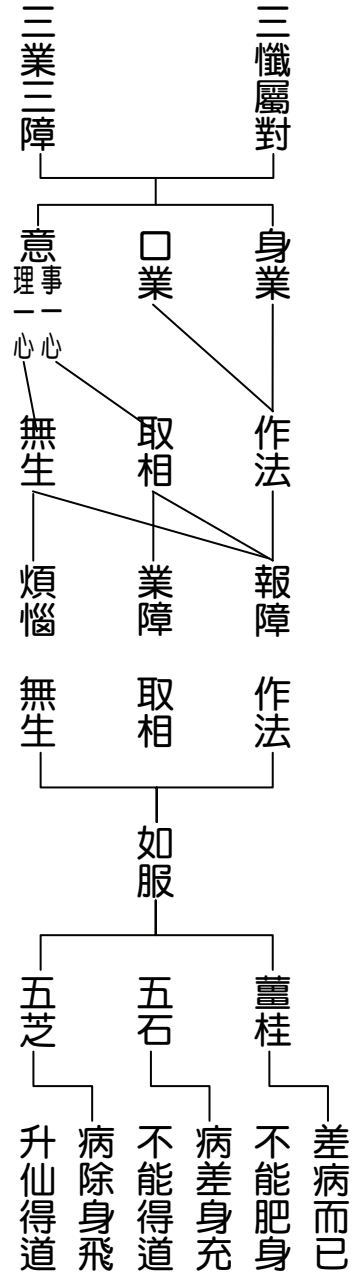 三懺屬對
三業三障
身業
口業
意
事一心
理一心
作法
取相
無生
報障
業障
煩惱
作法
取相
無生
如服
薑桂
五石
五芝
差病而已
不能肥身
病差身充
不能得道
病除身飛
升仙得道